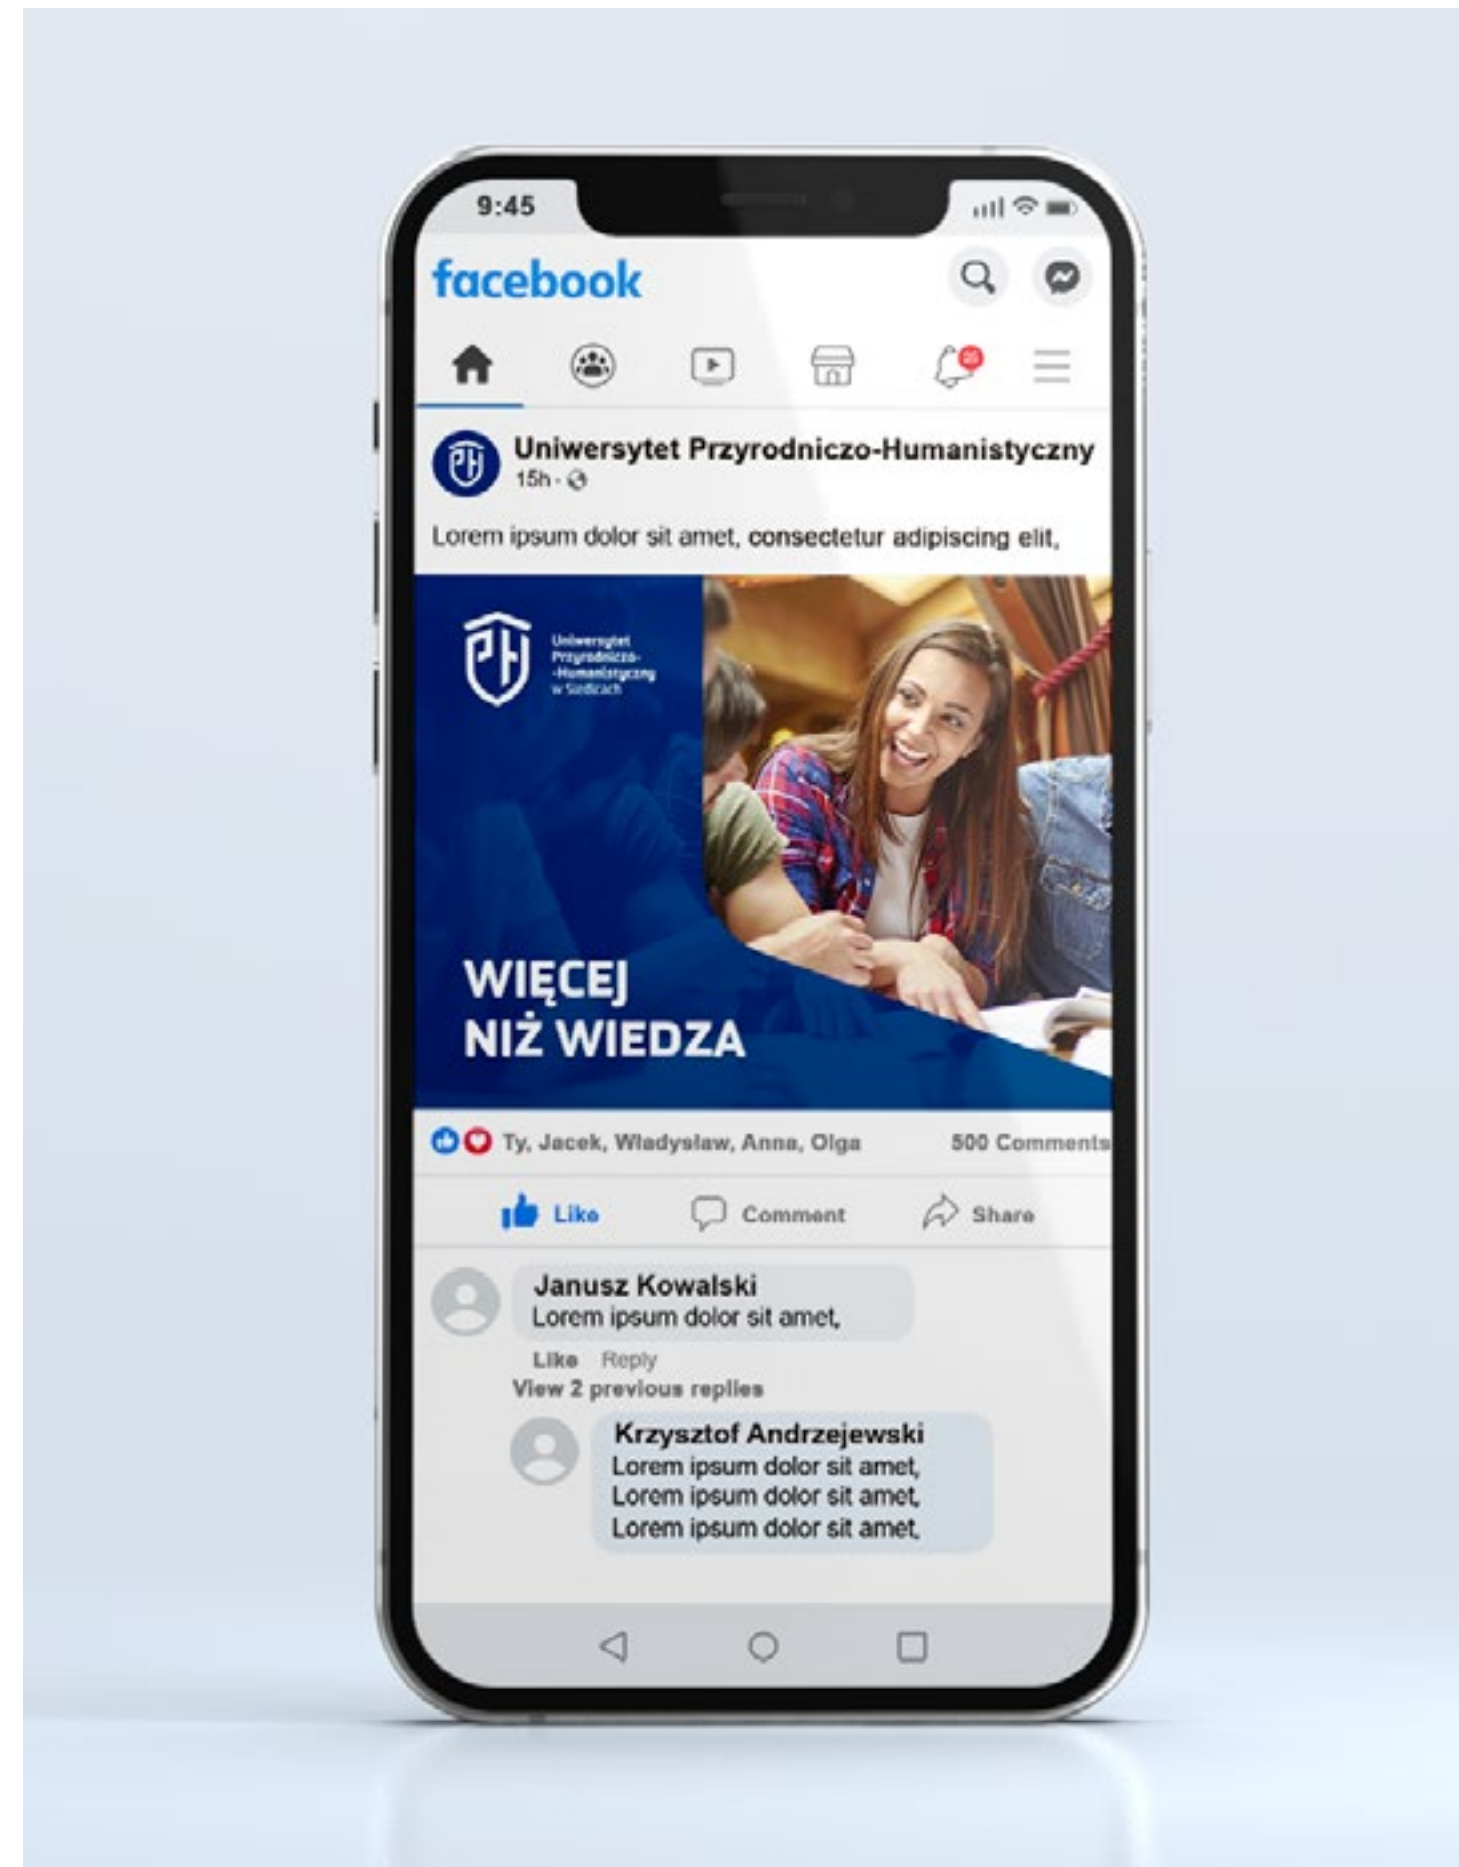 9:45
facebook
Uniwersytet Przyrodniczo-Humanistyczny
15h ·
Lorem ipsum dolor sit amet, consectetur adipiscing elit,
Uniwersytet
Przyrodniczo-
-Humanistyczny
w Siedlcach
WIĘCEJ
NIŻ WIEDZA
Ty, Jacek, Władysław, Anna, Olga 500 Comments
Like Comment Share
Janusz Kowalski
Lorem ipsum dolor sit amet,
Like Reply
View 2 previous replies
Krzysztof Andrzejewski
Lorem ipsum dolor sit amet,
Lorem ipsum dolor sit amet,
Lorem ipsum dolor sit amet,